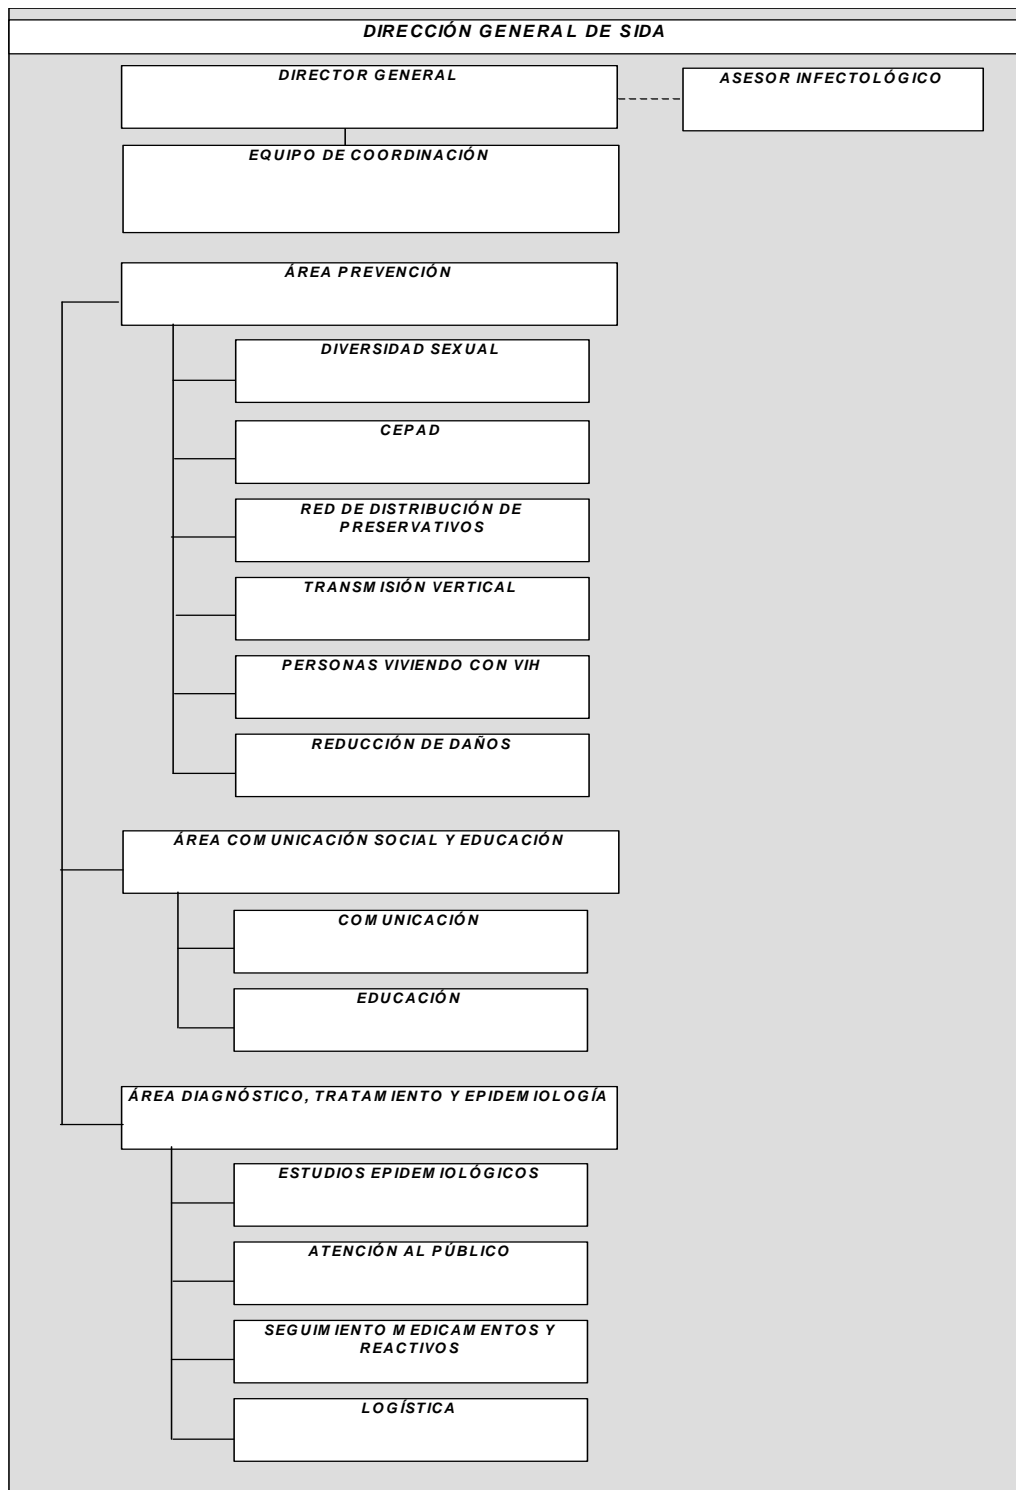 DIRECCIÓN GENERAL DE SIDA
DIRECTOR GENERAL
ASESOR INFECTOLÓGICO
EQUIPO DE COORDINACIÓN
ÁREA PREVENCIÓN
DIVERSIDAD SEXUAL
CEPAD
RED DE DISTRIBUCIÓN DE
PRESERVATIVOS
TRANSMISIÓN VERTICAL
PERSONAS VIVIENDO CON VIH
REDUCCIÓN DE DAÑOS
ÁREA COMUNICACIÓN SOCIAL Y EDUCACIÓN
COMUNICACIÓN
EDUCACIÓN
ÁREA DIAGNÓSTICO, TRATAMIENTO Y EPIDEMIOLOGÍA
ESTUDIOS EPIDEMIOLÓGICOS
ATENCIÓN AL PÚBLICO
SEGUIMIENTO MEDICAMENTOS Y
REACTIVOS
LOGÍSTICA